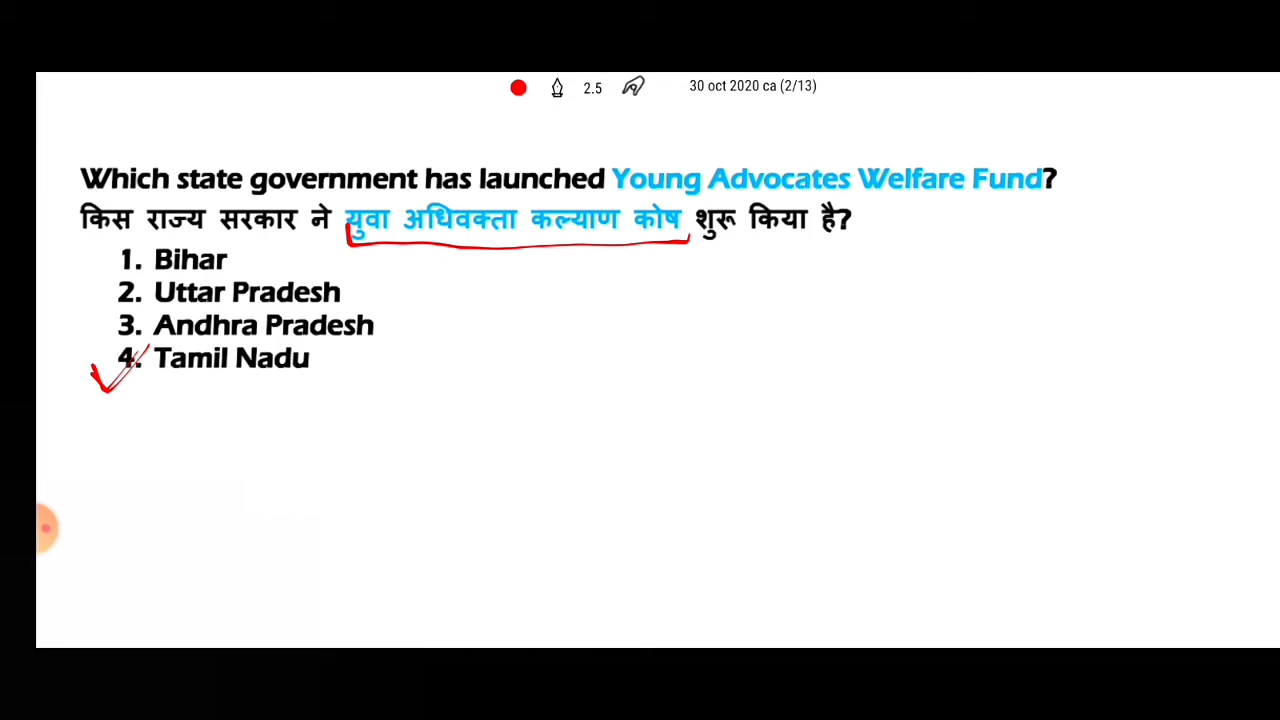 2.5 30 oct 2020 ca (2/13)
Which state government has launched Young Advocates Welfare Fund?
किस राज्य सरकार ने युवा अधिवक्ता कल्याण कोष शुरू किया है?
1. Bihar
2. Uttar Pradesh
3. Andhra Pradesh
4. Tamil Nadu